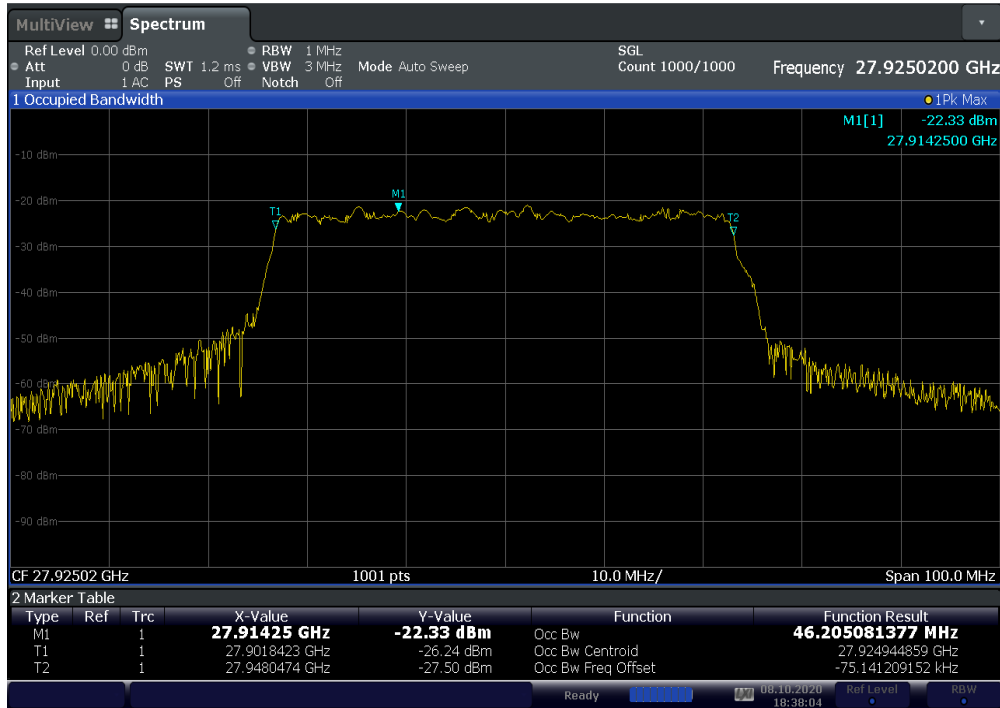 MultiView Spectrum
Ref Level 0.00 dBm RBW 1 MHz SGL
Att 0 dB SWT 1.2 ms VBW 3 MHz Mode Auto Sweep Count 1000/1000 Frequency 27.9250200 GHz
Input 1 AC PS Off Notch Off
1 Occupied Bandwidth 1Pk Max
M1[1] -22.33 dBm
27.9142500 GHz
-10 dBm
M1
-20 dBm
T1
T2
-30 dBm
-40 dBm
-50 dBm
-60 dBm
-70 dBm
-80 dBm
-90 dBm
CF 27.92502 GHz 1001 pts 10.0 MHz/ Span 100.0 MHz
2 Marker Table
Type Ref Trc X-Value Y-Value Function Function Result
M1 1 27.91425 GHz -22.33 dBm Occ Bw 46.205081377 MHz
T1 1 27.9018423 GHz -26.24 dBm Occ Bw Centroid 27.924944859 GHz
T2 1 27.9480474 GHz -27.50 dBm Occ Bw Freq Offset -75.141209152 kHz
Ready 08.10.2020 Ref Level RBW
18:38:04